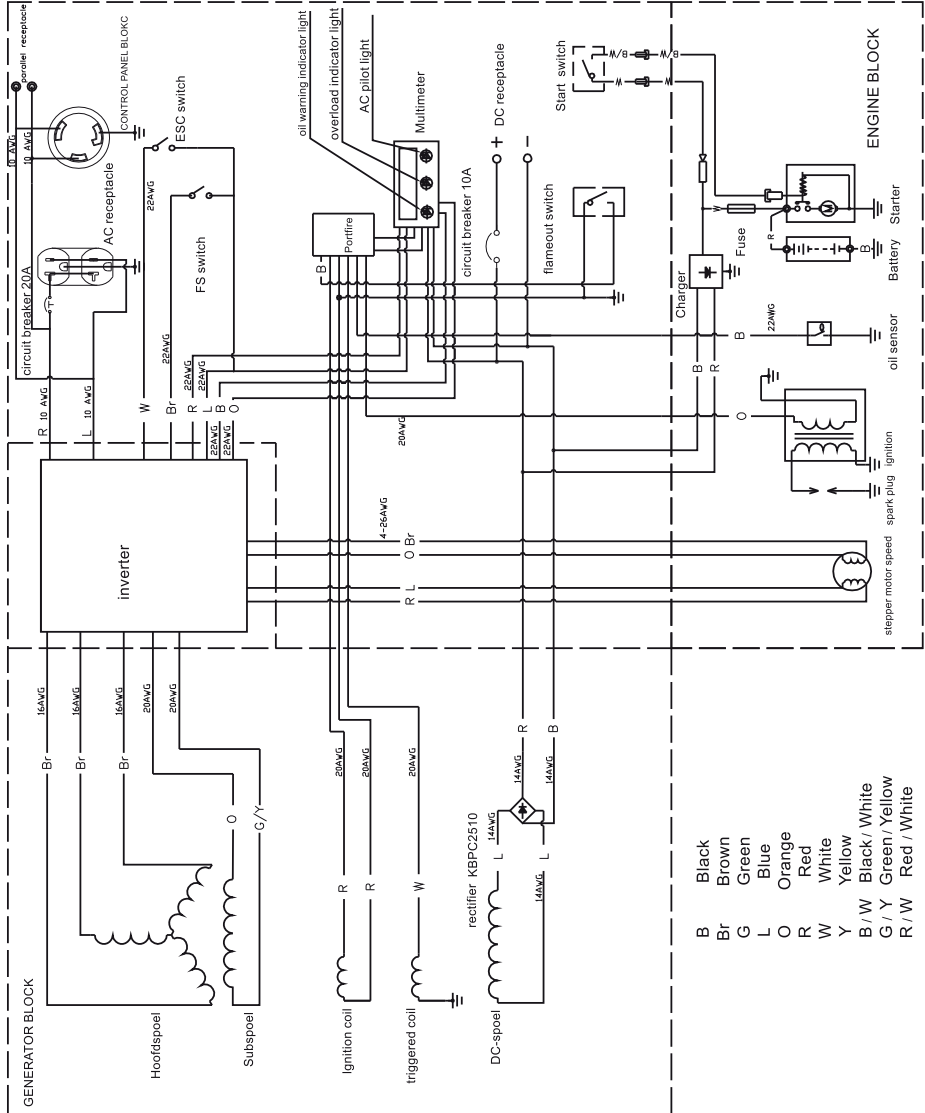 parallel receptacle
CONTROL PANEL BLOKC
10 AWG
10 AWG
ESC switch
22AWG
AC receptacle
circuit breaker 20A
FS switch
22AWG
22AWG
22AWG
R 10 AWG
L 10 AWG
W
Br
R
L
B
O
22AWG
22AWG
oil warning indicator light
overload indicator light
AC pilot light
Multimeter
Portfire
B
circuit breaker 10A
DC receptacle
+
−
flameout switch
Start switch
B/W
B/W
W
W
ENGINE BLOCK
W
R
Fuse
Starter
Charger
B
Battery
B
22AWG
oil sensor
B
R
O
20AWG
ignition
spark plug
inverter
4-26AWG
O Br
R L
stepper motor speed
16AWG
16AWG
16AWG
20AWG
20AWG
Br
Br
Br
O
G/Y
20AWG
20AWG
20AWG
R
R
W
14AWG
14AWG
R
B
14AWG
14AWG
L
L
rectifier KBPC2510
GENERATOR BLOCK
Hoofdspoel
Subspoel
Ignition coil
triggered coil
DC-spoel
B Black
Br Brown
G Green
L Blue
O Orange
R Red
W White
Y Yellow
B / W Black / White
G / Y Green / Yellow
R / W Red / White